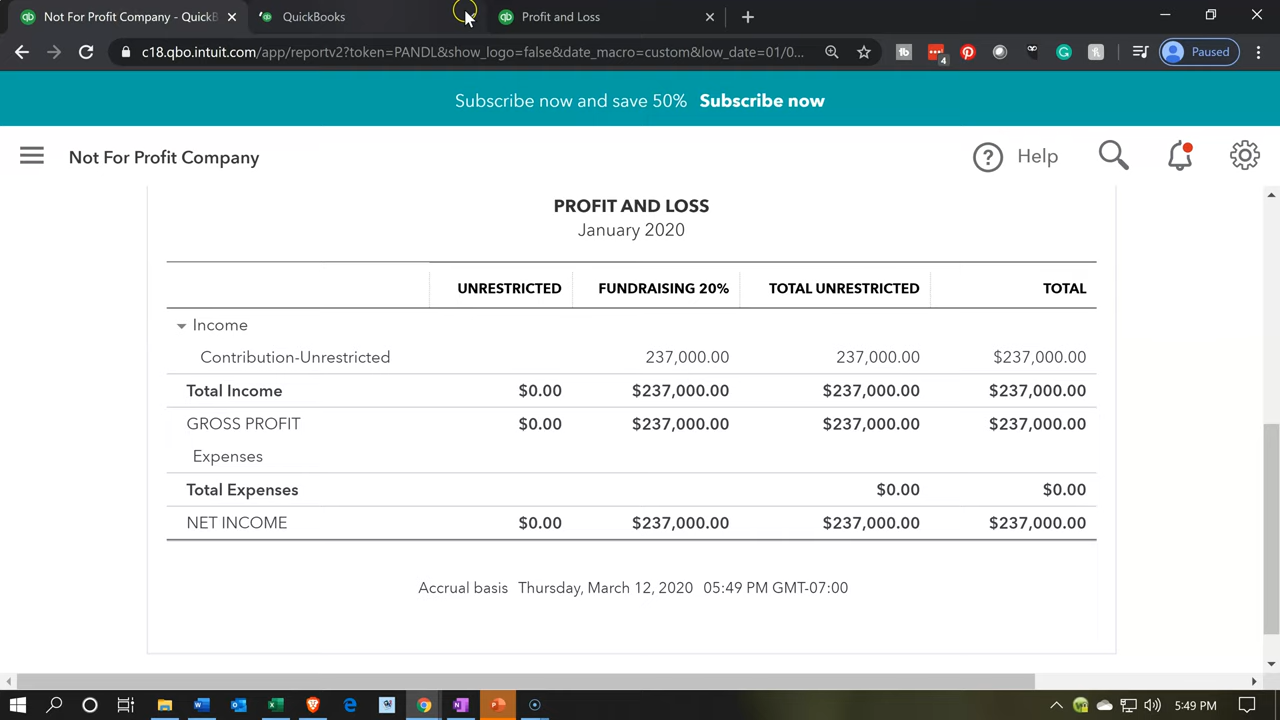 Not For Profit Company - QuickB
QuickBooks
Profit and Loss
c18.qbo.intuit.com/app/reportv2?token=PANDL&show_logo=false&date_macro=custom&low_date=01/0...
4
Paused
Subscribe now and save 50% Subscribe now
Not For Profit Company
Help
PROFIT AND LOSS
January 2020
UNRESTRICTED FUNDRAISING 20% TOTAL UNRESTRICTED TOTAL
Income
Contribution-Unrestricted 237,000.00 237,000.00 $237,000.00
Total Income $0.00 $237,000.00 $237,000.00 $237,000.00
GROSS PROFIT $0.00 $237,000.00 $237,000.00 $237,000.00
Expenses
Total Expenses $0.00 $0.00
NET INCOME $0.00 $237,000.00 $237,000.00 $237,000.00
Accrual basis Thursday, March 12, 2020 05:49 PM GMT-07:00
5:49 PM